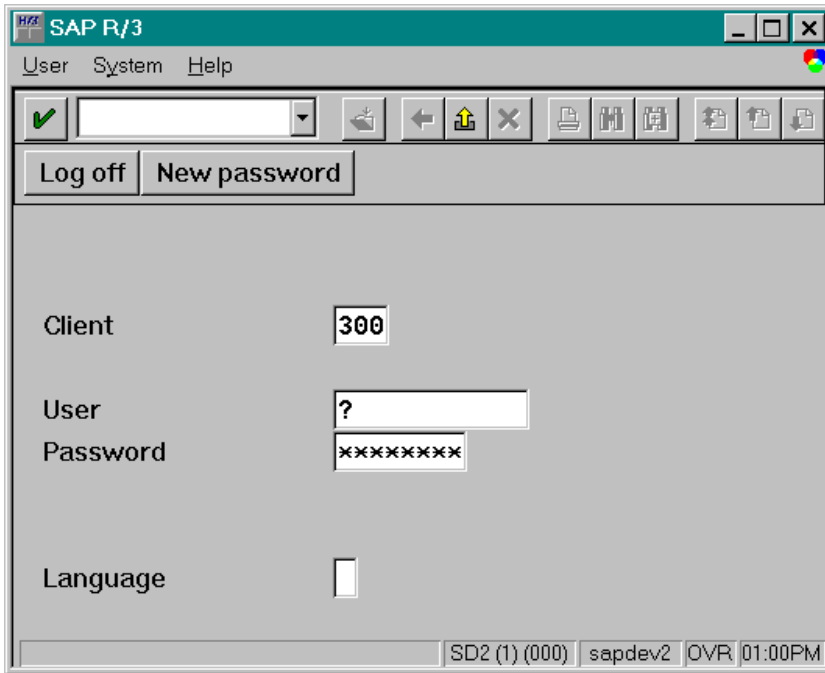 SAP R/3
User System Help
Log off New password
Client 300
User ?
Password ********
Language
SD2 (1) (000) sapdev2 OVR 01:00PM